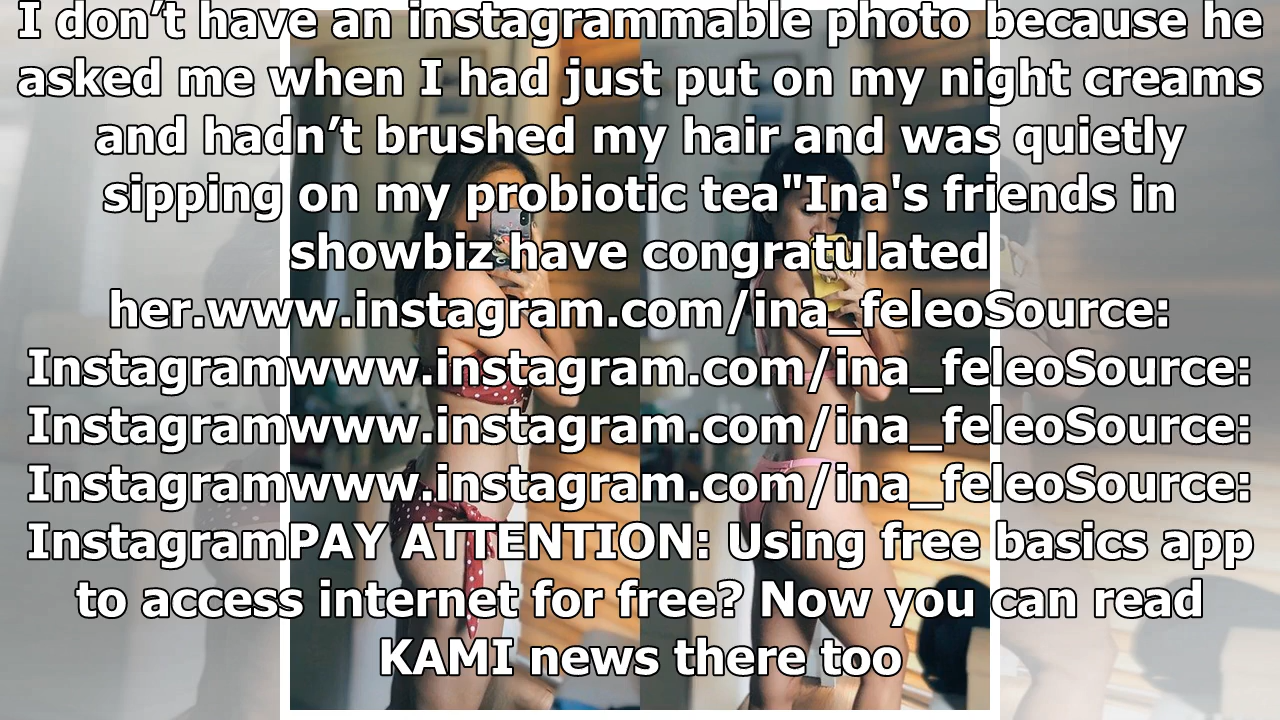 I don’t have an instagrammable photo because he
asked me when I had just put on my night creams
and hadn’t brushed my hair and was quietly
sipping on my probiotic tea"Ina's friends in
showbiz have congratulated
her.www.instagram.com/ina_feleoSource:
Instagramwww.instagram.com/ina_feleoSource:
Instagramwww.instagram.com/ina_feleoSource:
Instagramwww.instagram.com/ina_feleoSource:
InstagramPAY ATTENTION: Using free basics app
to access internet for free? Now you can read
KAMI news there too